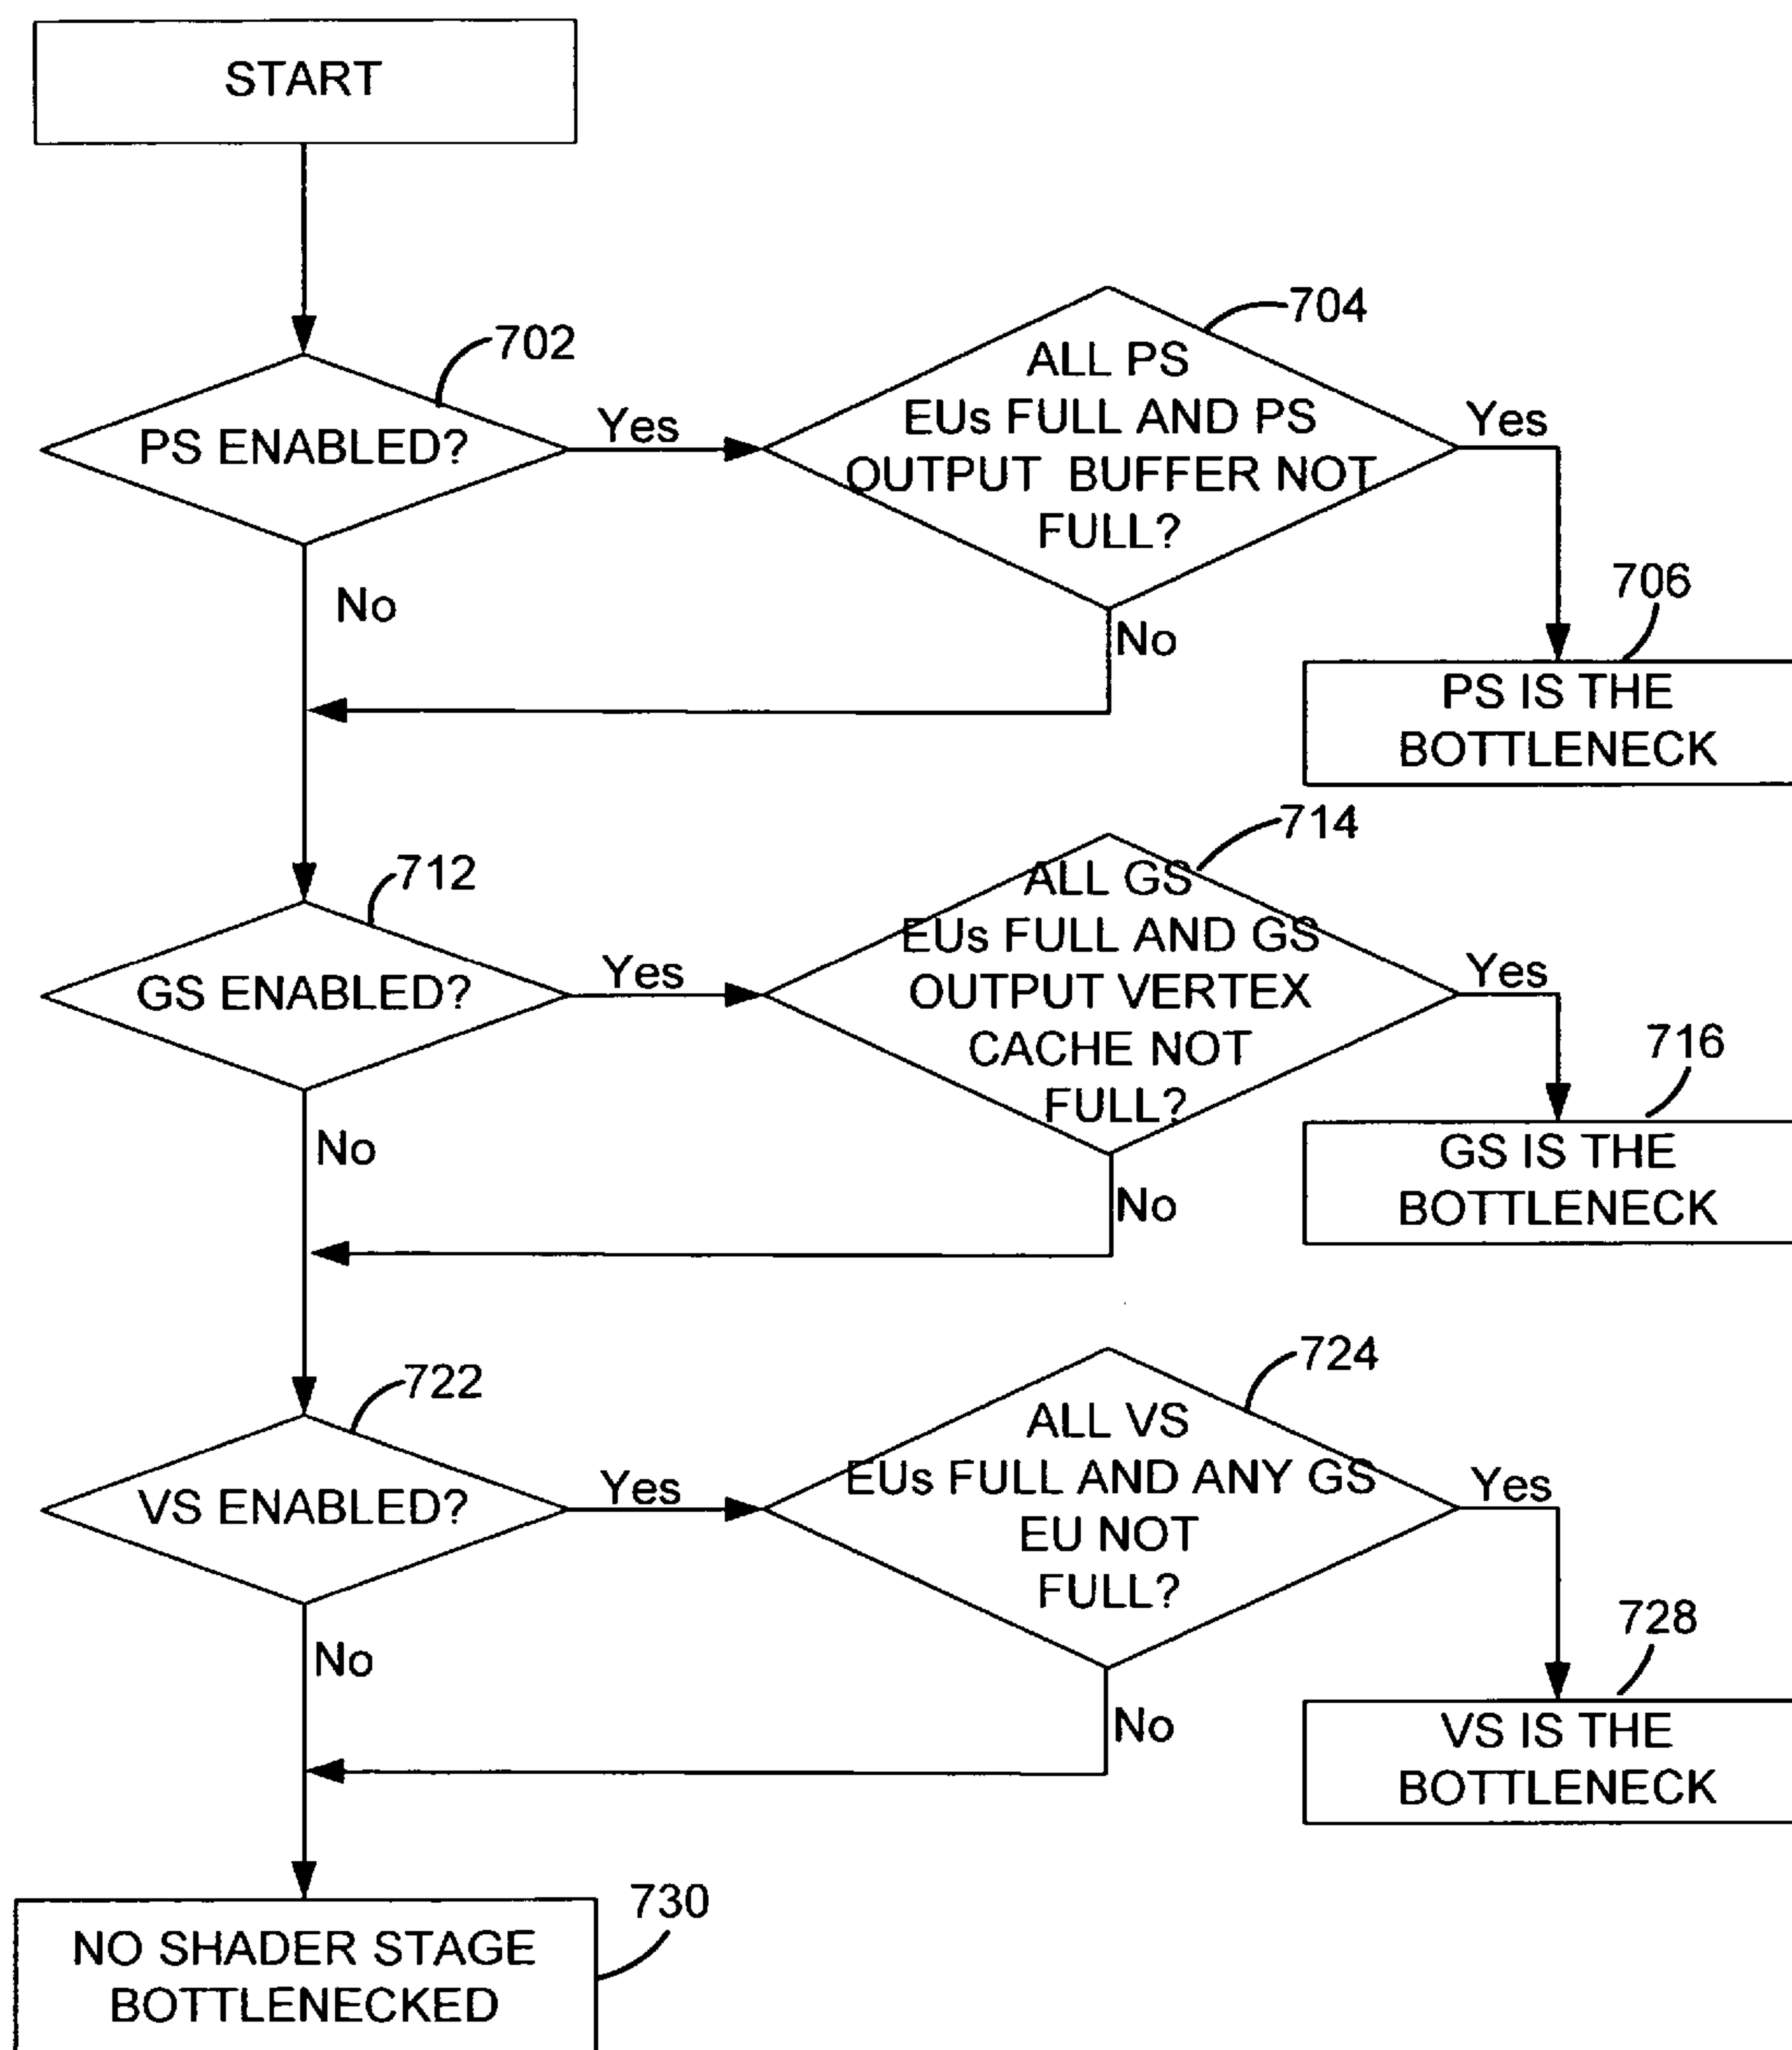 START
702
PS ENABLED?
Yes
No
704
ALL PS
EUs FULL AND PS
OUTPUT BUFFER NOT
FULL?
Yes
No
706
PS IS THE
BOTTLENECK
712
GS ENABLED?
Yes
No
714
ALL GS
EUs FULL AND GS
OUTPUT VERTEX
CACHE NOT
FULL?
Yes
No
716
GS IS THE
BOTTLENECK
722
VS ENABLED?
Yes
No
724
ALL VS
EUs FULL AND ANY GS
EU NOT
FULL?
Yes
No
728
VS IS THE
BOTTLENECK
730
NO SHADER STAGE
BOTTLENECKED